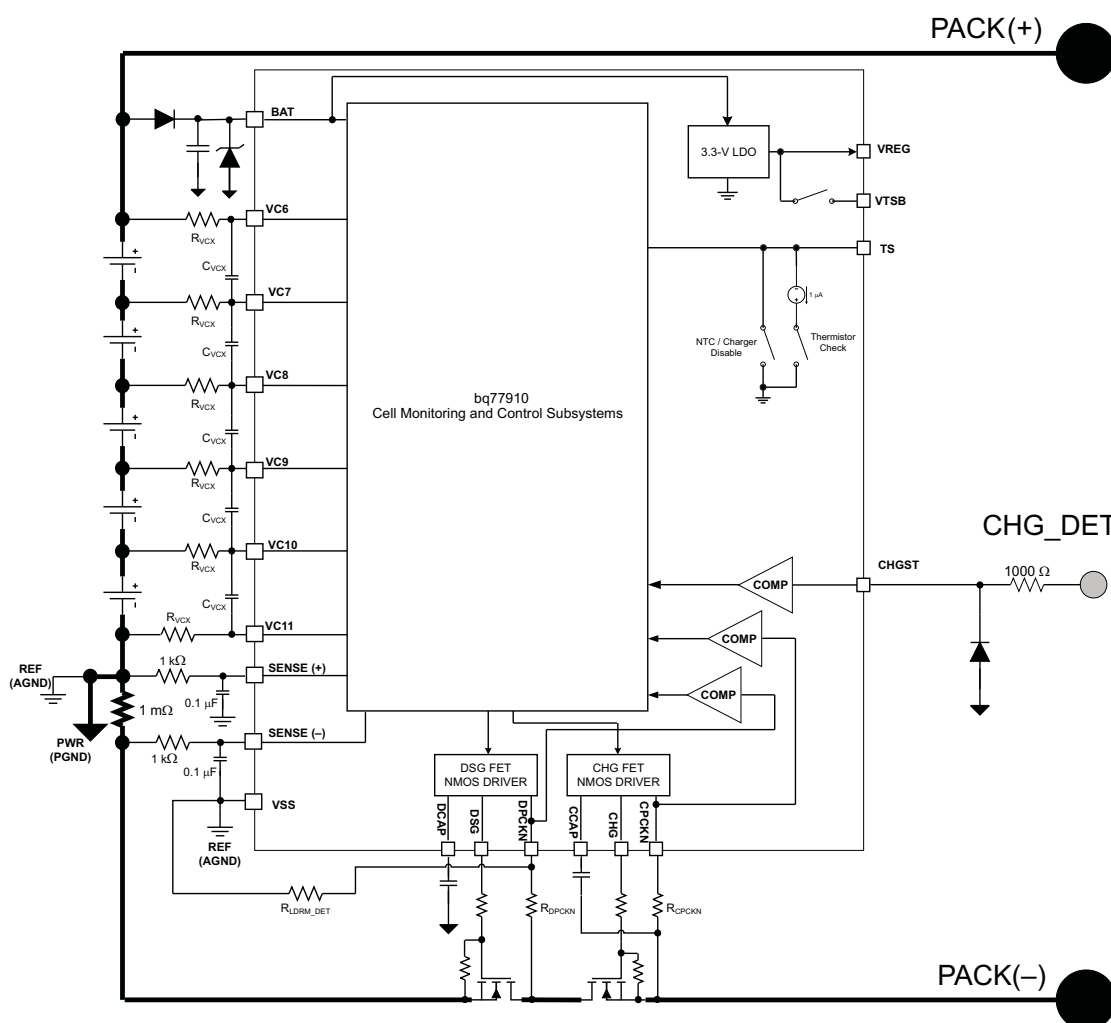 PACK(+)
BAT
3.3-V LDO
VREG
VTSB
VC6
RVCX
TS
CVCX
1 µA
VC7
RVCX
NTC / Charger
Disable
Thermistor
Check
CVCX
VC8
RVCX
bq77910
Cell Monitoring and Control Subsystems
CVCX
VC9
RVCX
CVCX
CHG_DET
VC10
RVCX
CHGST
1000 Ω
COMP
CVCX
RVCX
VC11
COMP
1 kΩ
SENSE (+)
REF
(AGND)
0.1 µF
COMP
1 mΩ
PWR
(PGND)
SENSE (–)
1 kΩ
0.1 µF
DSG FET
NMOS DRIVER
CHG FET
NMOS DRIVER
VSS
DCAP
DSG
DPCKN
CCAP
CHG
CPCKN
REF
(AGND)
RLDRM_DET
RDPCKN
RCPCKN
PACK(–)